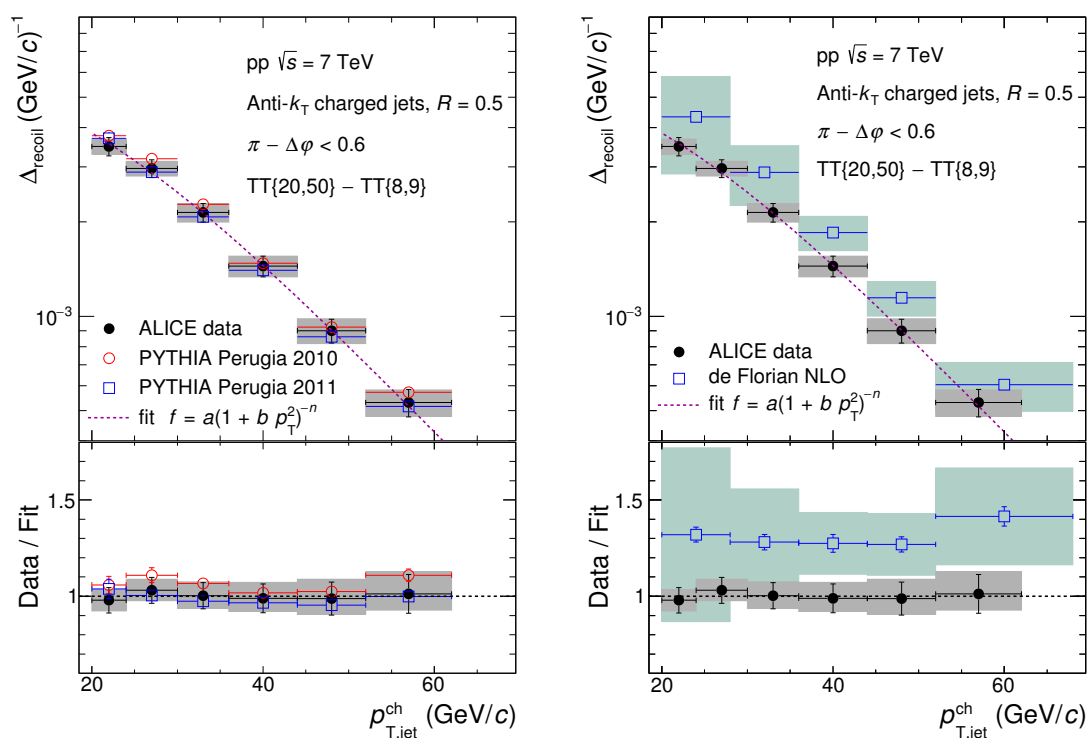 Δrecoil (GeV/c)⁻¹
pp √s = 7 TeV
Anti-kT charged jets, R = 0.5
π − Δφ < 0.6
TT{20,50} − TT{8,9}
10⁻³
ALICE data
PYTHIA Perugia 2010
PYTHIA Perugia 2011
fit f = a(1 + b pT²)⁻ⁿ
Data / Fit
1.5
1
20 40 60
pT,jet^ch (GeV/c)
Δrecoil (GeV/c)⁻¹
pp √s = 7 TeV
Anti-kT charged jets, R = 0.5
π − Δφ < 0.6
TT{20,50} − TT{8,9}
10⁻³
ALICE data
de Florian NLO
fit f = a(1 + b pT²)⁻ⁿ
Data / Fit
1.5
1
20 40 60
pT,jet^ch (GeV/c)